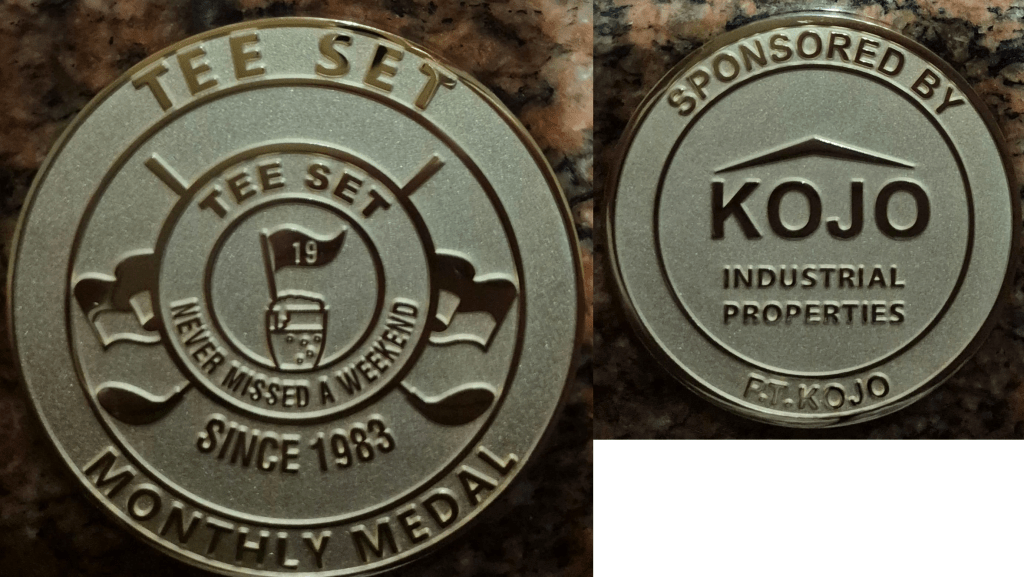 TEE SET
TEE SET
19
NEVER MISSED A WEEKEND
SINCE 1983
MONTHLY MEDAL
SPONSORED BY
KOJO
INDUSTRIAL
PROPERTIES
F.T.KOJO